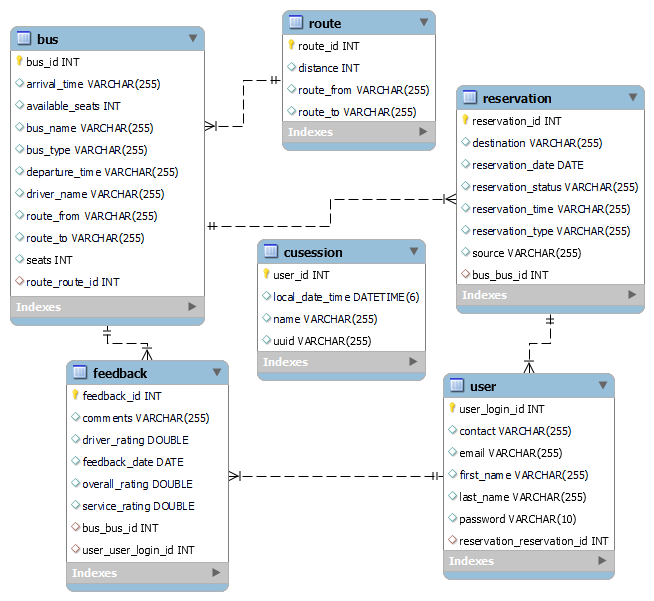 bus
bus_id INT
arrival_time VARCHAR(255)
available_seats INT
bus_name VARCHAR(255)
bus_type VARCHAR(255)
departure_time VARCHAR(255)
driver_name VARCHAR(255)
route_from VARCHAR(255)
route_to VARCHAR(255)
seats INT
route_route_id INT
Indexes
route
route_id INT
distance INT
route_from VARCHAR(255)
route_to VARCHAR(255)
Indexes
reservation
reservation_id INT
destination VARCHAR(255)
reservation_date DATE
reservation_status VARCHAR(255)
reservation_time VARCHAR(255)
reservation_type VARCHAR(255)
source VARCHAR(255)
bus_bus_id INT
Indexes
cusession
user_id INT
local_date_time DATETIME(6)
name VARCHAR(255)
uuid VARCHAR(255)
Indexes
feedback
feedback_id INT
comments VARCHAR(255)
driver_rating DOUBLE
feedback_date DATE
overall_rating DOUBLE
service_rating DOUBLE
bus_bus_id INT
user_user_login_id INT
Indexes
user
user_login_id INT
contact VARCHAR(255)
email VARCHAR(255)
first_name VARCHAR(255)
last_name VARCHAR(255)
password VARCHAR(10)
reservation_reservation_id INT
Indexes